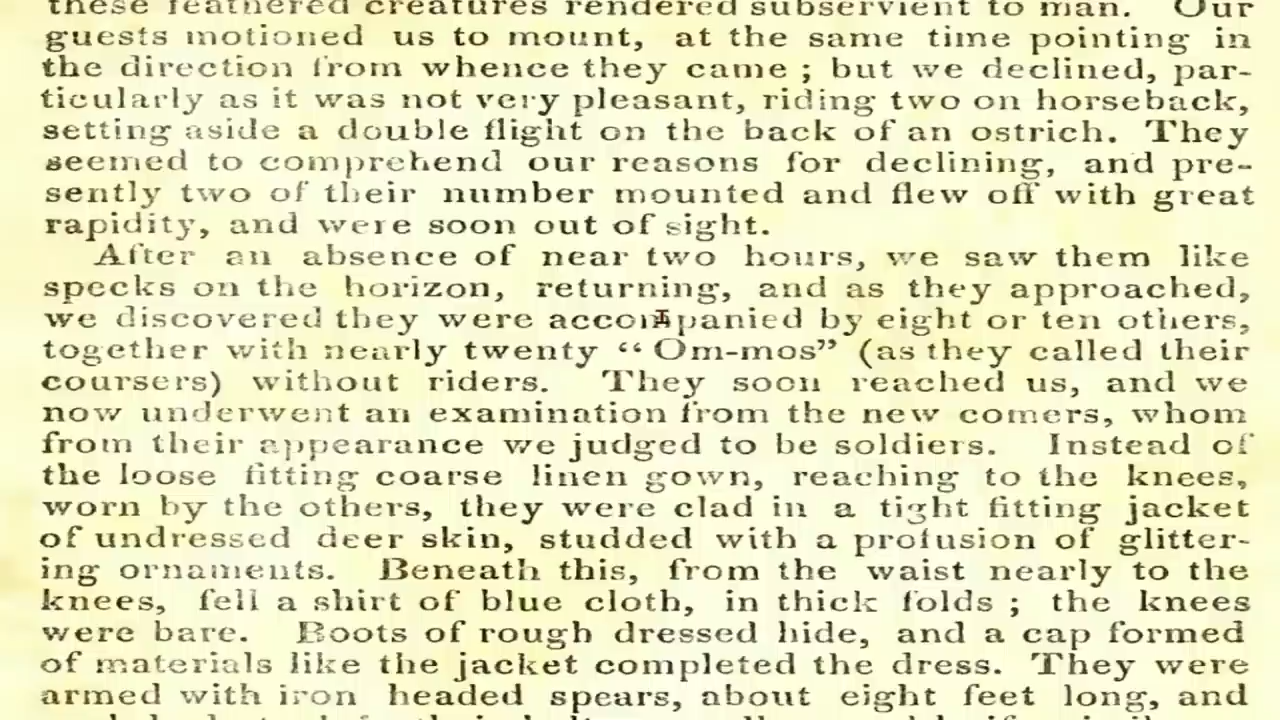 these feathered creatures rendered subservient to man. Our
guests motioned us to mount, at the same time pointing in
the direction from whence they came ; but we declined, par-
ticularly as it was not very pleasant, riding two on horseback,
setting aside a double flight on the back of an ostrich. They
seemed to comprehend our reasons for declining, and pre-
sently two of their number mounted and flew off with great
rapidity, and were soon out of sight.
After an absence of near two hours, we saw them like
specks on the horizon, returning, and as they approached,
we discovered they were accompanied by eight or ten others,
together with nearly twenty “ Om-mos” (as they called their
coursers) without riders. They soon reached us, and we
now underwent an examination from the new comers, whom
from their appearance we judged to be soldiers. Instead of
the loose fitting coarse linen gown, reaching to the knees,
worn by the others, they were clad in a tight fitting jacket
of undressed deer skin, studded with a profusion of glitter-
ing ornaments. Beneath this, from the waist nearly to the
knees, fell a shirt of blue cloth, in thick folds ; the knees
were bare. Boots of rough dressed hide, and a cap formed
of materials like the jacket completed the dress. They were
armed with iron headed spears, about eight feet long, and